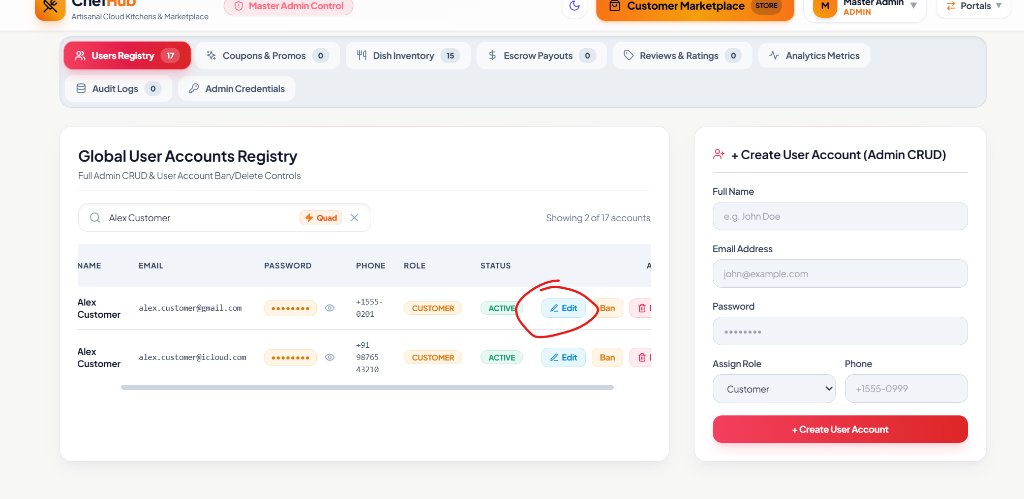 ChefHub
Artisanal Cloud Kitchens & Marketplace
Master Admin Control
Customer Marketplace STORE
M
Master Admin
ADMIN
Portals
Users Registry 17
Coupons & Promos 0
Dish Inventory 15
Escrow Payouts 0
Reviews & Ratings 0
Analytics Metrics
Audit Logs 0
Admin Credentials
Global User Accounts Registry
Full Admin CRUD & User Account Ban/Delete Controls
Alex Customer
Quad
Showing 2 of 17 accounts
NAME EMAIL PASSWORD PHONE ROLE STATUS A
Alex Customer alex.customer@gmail.com •••••••• +1555-0201 CUSTOMER ACTIVE Edit Ban
Alex Customer alex.customer@icloud.com •••••••• +91 98765 43210 CUSTOMER ACTIVE Edit Ban
+ Create User Account (Admin CRUD)
Full Name
e.g. John Doe
Email Address
john@example.com
Password
••••••••
Assign Role Phone
Customer +1555-0999
+ Create User Account